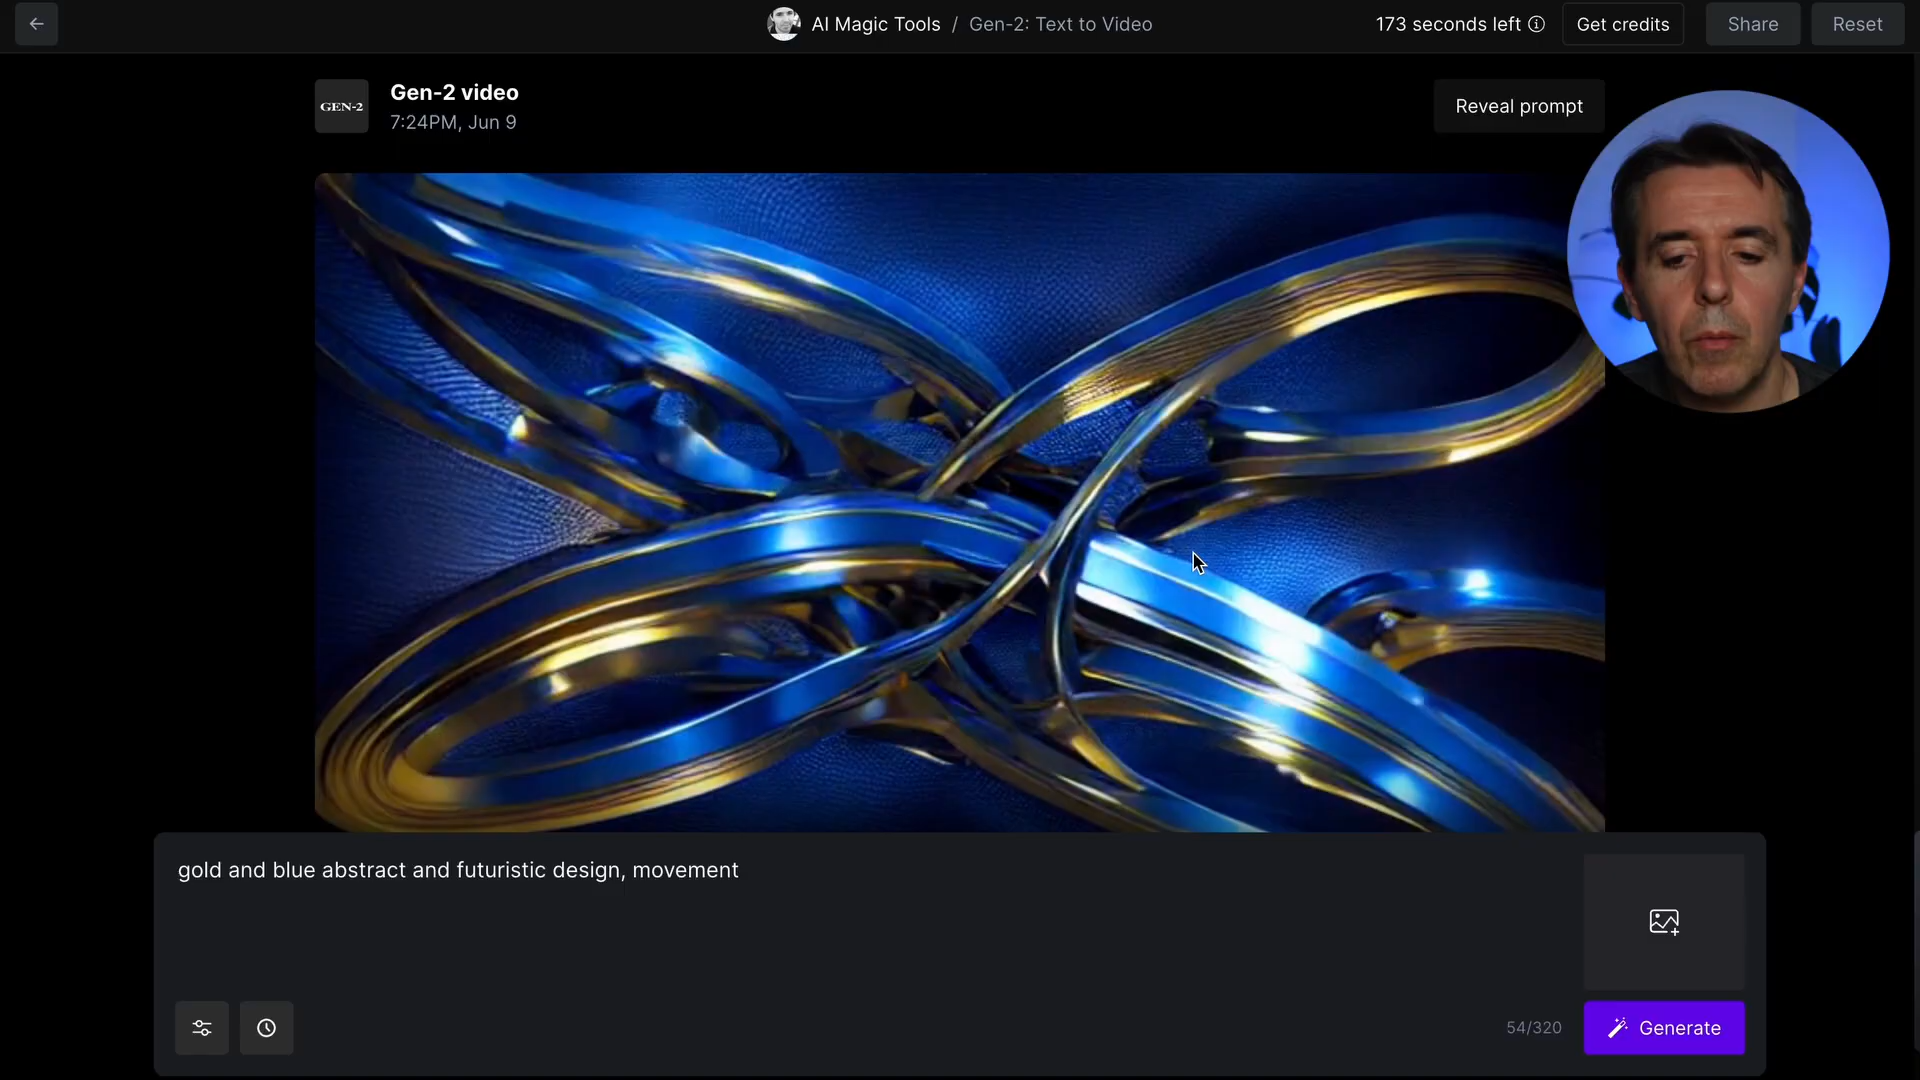 AI Magic Tools / Gen-2: Text to Video
173 seconds left
Get credits
Share
Reset
GEN-2
Gen-2 video
7:24PM, Jun 9
Reveal prompt
gold and blue abstract and futuristic design, movement
54/320
Generate